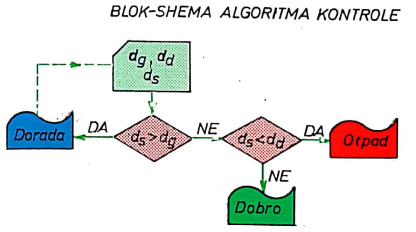 BLOK-SHEMA ALGORITMA KONTROLE
dg, dd
ds
Dorada
DA
ds>dg
NE
ds<dd
DA
Otpad
NE
Dobro